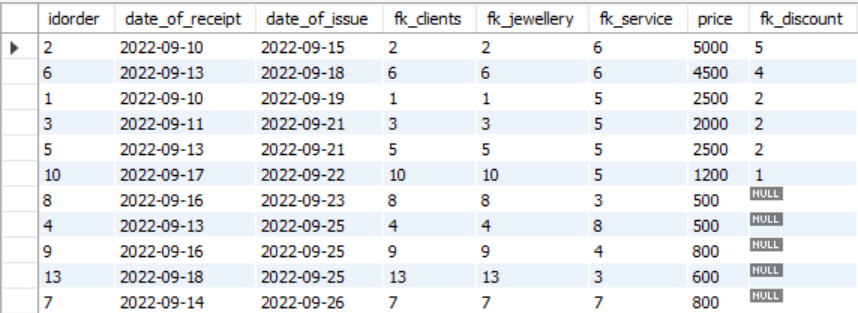 idorder date_of_receipt date_of_issue fk_clients fk_jewellery fk_service price fk_discount
2 2022-09-10 2022-09-15 2 2 6 5000 5
6 2022-09-13 2022-09-18 6 6 6 4500 4
1 2022-09-10 2022-09-19 1 1 5 2500 2
3 2022-09-11 2022-09-21 3 3 5 2000 2
5 2022-09-13 2022-09-21 5 5 5 2500 2
10 2022-09-17 2022-09-22 10 10 5 1200 1
8 2022-09-16 2022-09-23 8 8 3 500 NULL
4 2022-09-13 2022-09-25 4 4 8 500 NULL
9 2022-09-16 2022-09-25 9 9 4 800 NULL
13 2022-09-18 2022-09-25 13 13 3 600 NULL
7 2022-09-14 2022-09-26 7 7 7 800 NULL